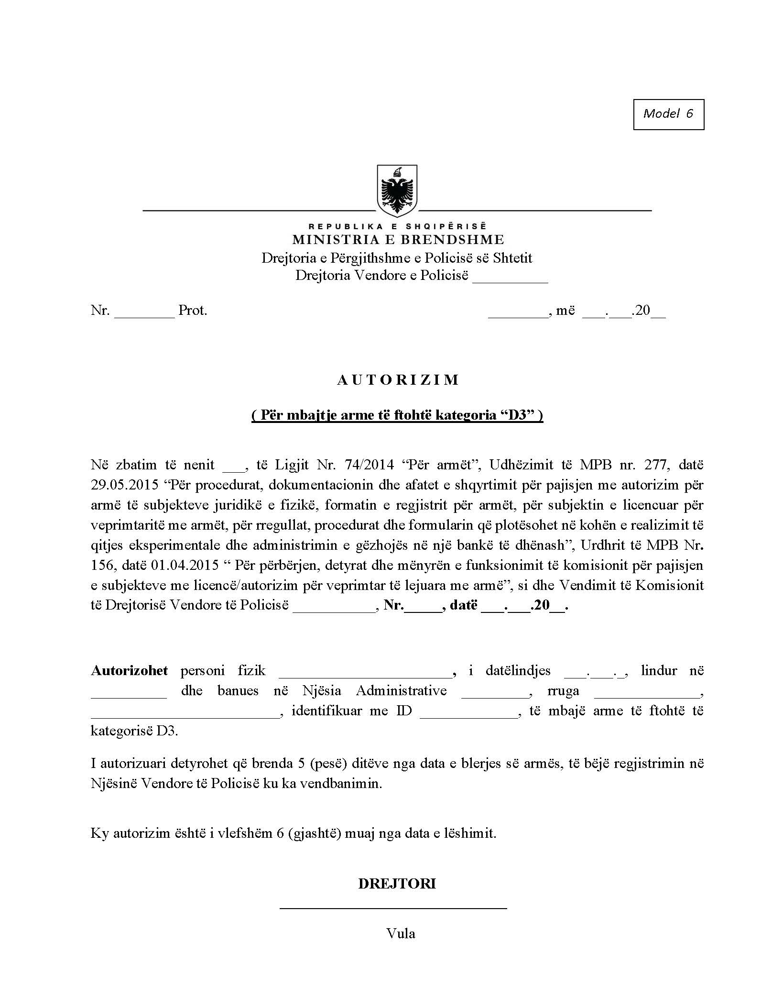 Model 6
REPUBLIKA E SHQIPËRISË
MINISTRIA E BRENDSHME
Drejtoria e Përgjithshme e Policisë së Shtetit
Drejtoria Vendore e Policisë __________
Nr. ________ Prot. ________, më ___.___.20__
A U T O R I Z I M
( Për mbajtje arme të ftohtë kategoria “D3” )
Në zbatim të nenit ___, të Ligjit Nr. 74/2014 “Për armët”, Udhëzimit të MPB nr. 277, datë
29.05.2015 “Për procedurat, dokumentacionin dhe afatet e shqyrtimit për pajisjen me autorizim për
armë të subjekteve juridikë e fizikë, formatin e regjistrit për armët, për subjektin e licencuar për
veprimtaritë me armët, për rregullat, procedurat dhe formularin që plotësohet në kohën e realizimit të
qitjes eksperimentale dhe administrimin e gëzhojës në një bankë të dhënash”, Urdhrit të MPB Nr.
156, datë 01.04.2015 “ Për përbërjen, detyrat dhe mënyrën e funksionimit të komisionit për pajisjen
e subjekteve me licencë/autorizim për veprimtar të lejuara me armë”, si dhe Vendimit të Komisionit
të Drejtorisë Vendore të Policisë ___________, Nr._____, datë ___.___.20__.
Autorizohet personi fizik _______________________, i datëlindjes ___.___._, lindur në
__________ dhe banues në Njësia Administrative _________, rruga ______________,
_________________________, identifikuar me ID _____________, të mbajë arme të ftohtë të
kategorisë D3.
I autorizuari detyrohet që brenda 5 (pesë) ditëve nga data e blerjes së armës, të bëjë regjistrimin në
Njësinë Vendore të Policisë ku ka vendbanimin.
Ky autorizim është i vlefshëm 6 (gjashtë) muaj nga data e lëshimit.
DREJTORI
______________________________
Vula